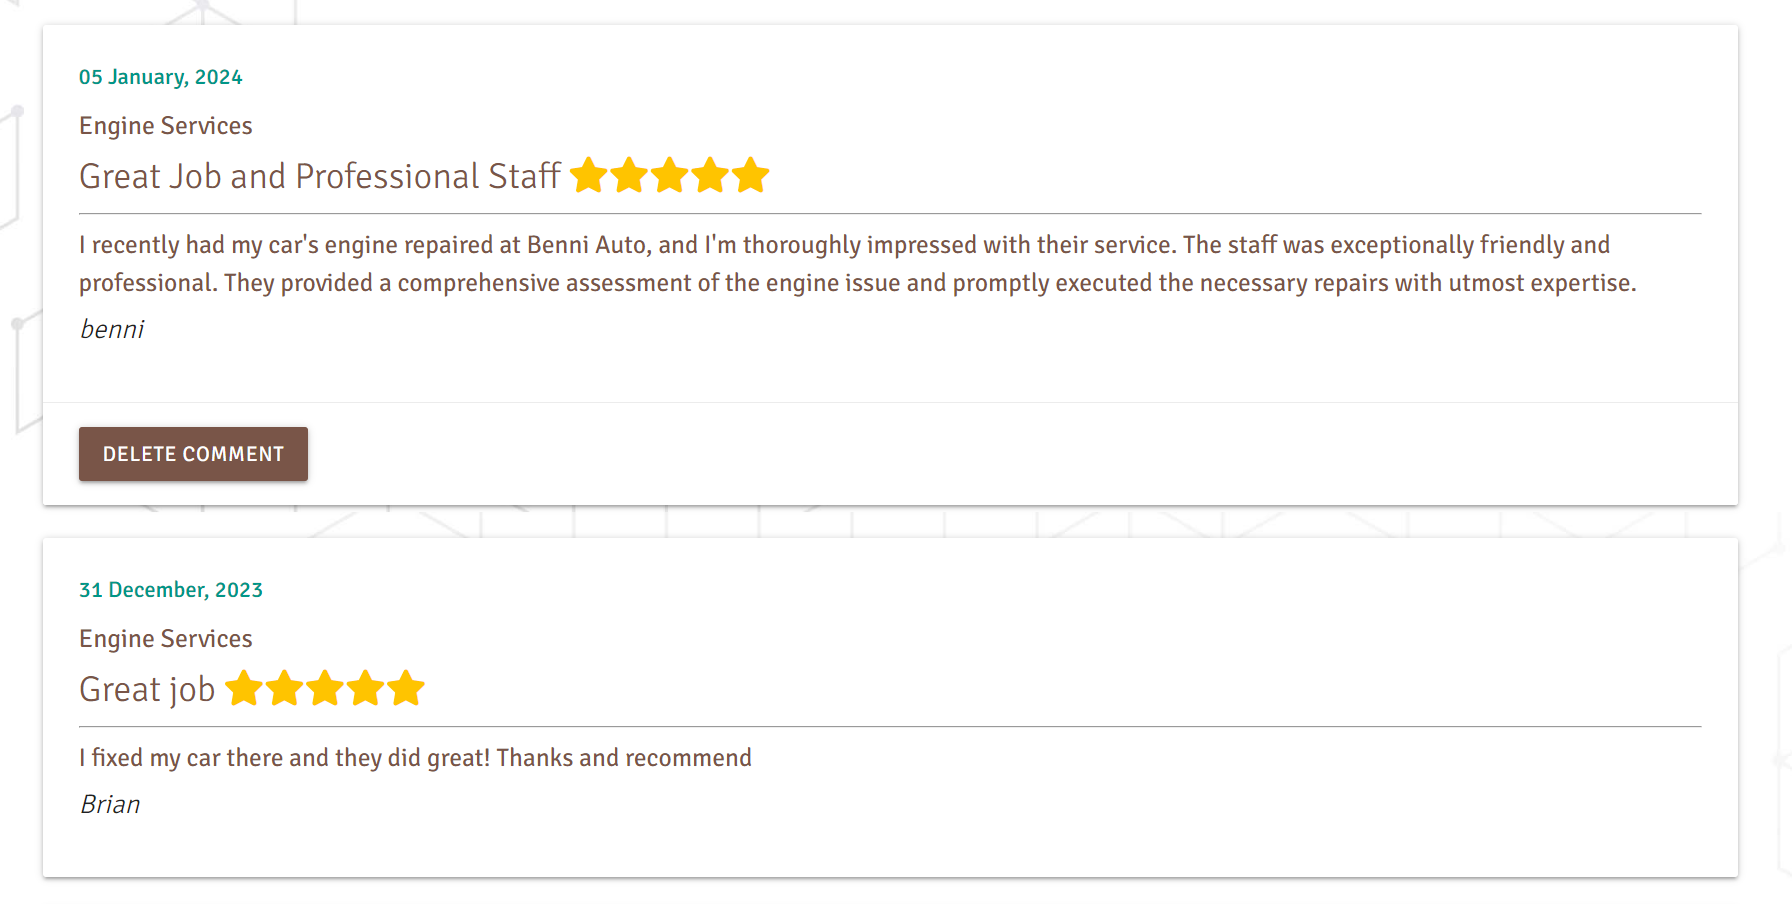 05 January, 2024
Engine Services
Great Job and Professional Staff
I recently had my car's engine repaired at Benni Auto, and I'm thoroughly impressed with their service. The staff was exceptionally friendly and
professional. They provided a comprehensive assessment of the engine issue and promptly executed the necessary repairs with utmost expertise.
benni
DELETE COMMENT
31 December, 2023
Engine Services
Great job
I fixed my car there and they did great! Thanks and recommend
Brian